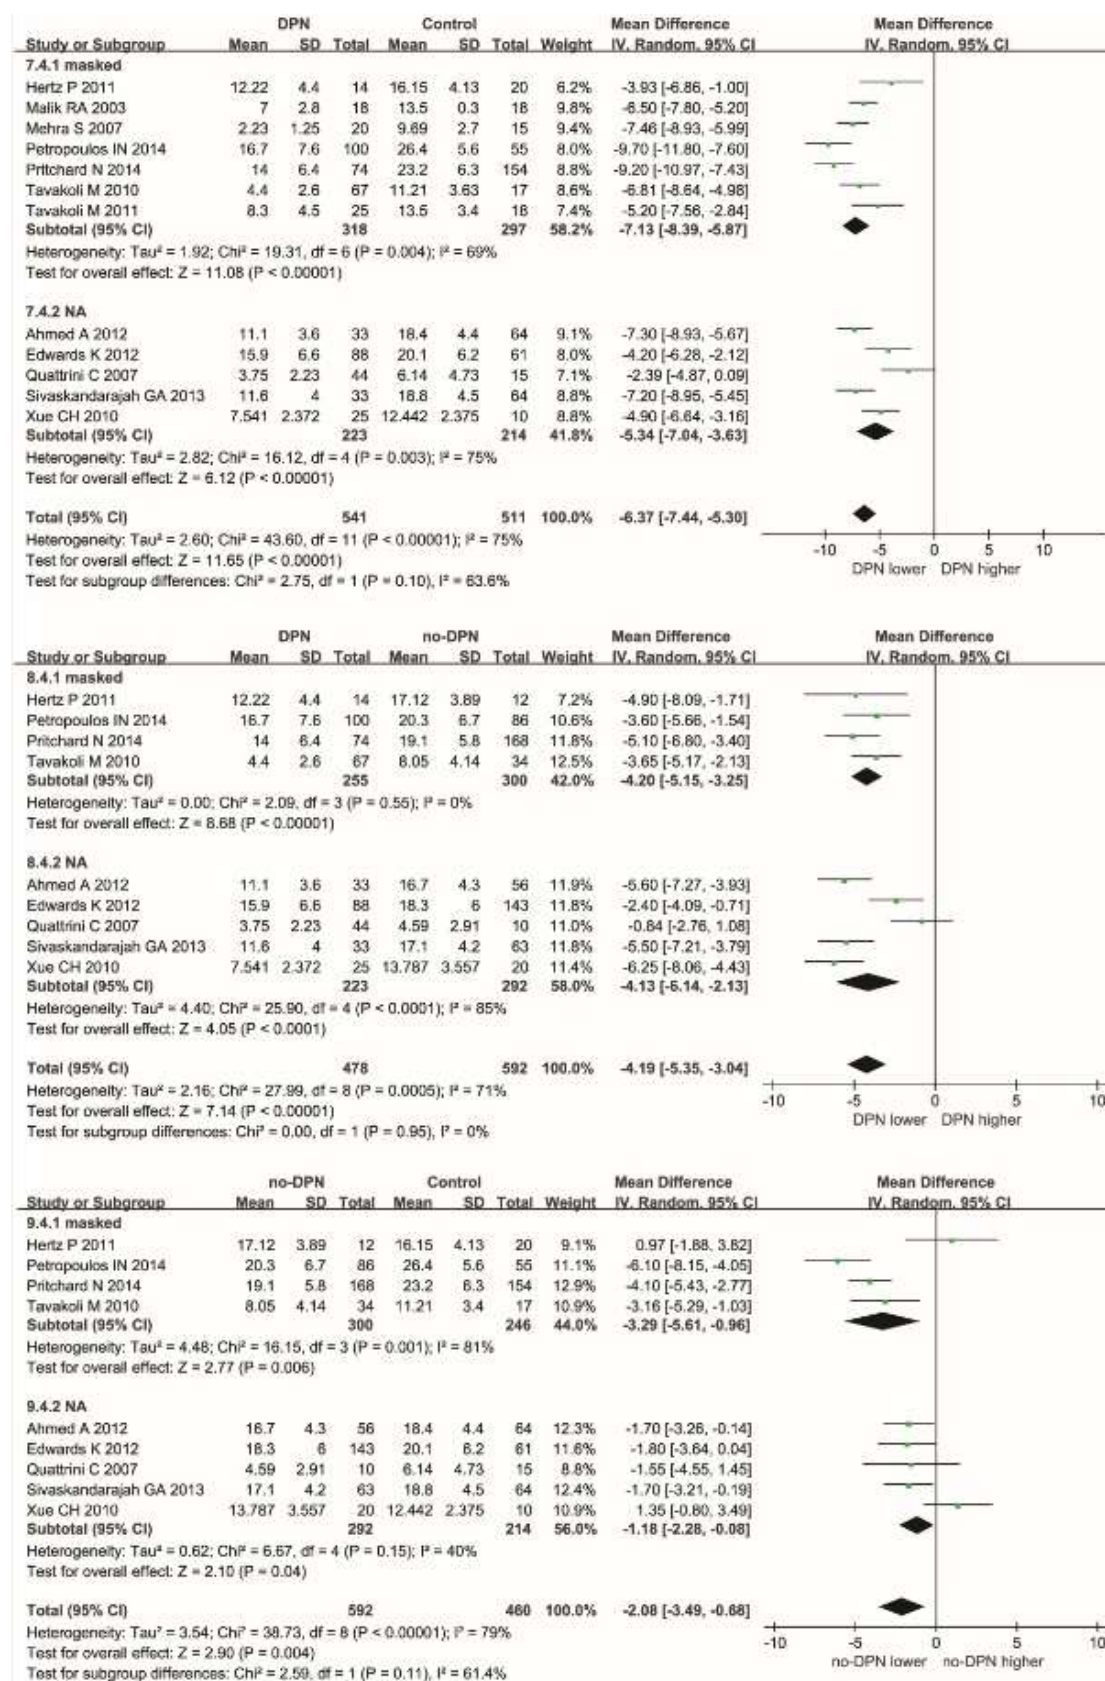 DPN Control Mean Difference Mean Difference
Study or Subgroup Mean SD Total Mean SD Total Weight IV, Random, 95% CI IV, Random, 95% CI
7.4.1 masked
Hertz P 2011 12.22 4.4 14 16.15 4.13 20 6.2% -3.93 [-6.86, -1.00]
Malik RA 2003 7 2.8 18 13.5 0.3 18 9.8% -6.50 [-7.80, -5.20]
Mehra S 2007 2.23 1.25 20 9.69 2.7 15 9.4% -7.46 [-8.93, -5.99]
Petropoulos IN 2014 16.7 7.6 100 26.4 5.6 55 8.0% -9.70 [-11.80, -7.60]
Pritchard N 2014 14 6.4 74 23.2 6.3 154 8.8% -9.20 [-10.97, -7.43]
Tavakoli M 2010 4.4 2.6 67 11.21 3.63 17 8.6% -6.81 [-8.64, -4.98]
Tavakoli M 2011 8.3 4.5 25 13.5 3.4 18 7.4% -5.20 [-7.56, -2.84]
Subtotal (95% CI) 318 297 58.2% -7.13 [-8.39, -5.87]
Heterogeneity: Tau² = 1.92; Chi² = 19.31, df = 6 (P = 0.004); I² = 69%
Test for overall effect: Z = 11.08 (P < 0.00001)
7.4.2 NA
Ahmed A 2012 11.1 3.6 33 18.4 4.4 64 9.1% -7.30 [-8.93, -5.67]
Edwards K 2012 15.9 6.6 88 20.1 6.2 61 8.0% -4.20 [-6.28, -2.12]
Quattrini C 2007 3.75 2.23 44 6.14 4.73 15 7.1% -2.39 [-4.87, 0.09]
Sivaskandarajah GA 2013 11.6 4 33 18.8 4.5 64 8.8% -7.20 [-8.95, -5.45]
Xue CH 2010 7.541 2.372 25 12.442 2.375 10 8.8% -4.90 [-6.64, -3.16]
Subtotal (95% CI) 223 214 41.8% -5.34 [-7.04, -3.63]
Heterogeneity: Tau² = 2.82; Chi² = 16.12, df = 4 (P = 0.003); I² = 75%
Test for overall effect: Z = 6.12 (P < 0.00001)
Total (95% CI) 541 511 100.0% -6.37 [-7.44, -5.30]
Heterogeneity: Tau² = 2.60; Chi² = 43.60, df = 11 (P < 0.00001); I² = 75%
Test for overall effect: Z = 11.65 (P < 0.00001)
Test for subgroup differences: Chi² = 2.75, df = 1 (P = 0.10), I² = 63.6%
-10 -5 0 5 10
DPN lower DPN higher
DPN no-DPN Mean Difference Mean Difference
Study or Subgroup Mean SD Total Mean SD Total Weight IV, Random, 95% CI IV, Random, 95% CI
8.4.1 masked
Hertz P 2011 12.22 4.4 14 17.12 3.89 12 7.2% -4.90 [-8.09, -1.71]
Petropoulos IN 2014 16.7 7.6 100 20.3 6.7 86 10.6% -3.60 [-5.66, -1.54]
Pritchard N 2014 14 6.4 74 19.1 5.8 168 11.8% -5.10 [-6.80, -3.40]
Tavakoli M 2010 4.4 2.6 67 8.05 4.14 34 12.5% -3.65 [-5.17, -2.13]
Subtotal (95% CI) 255 300 42.0% -4.20 [-5.15, -3.25]
Heterogeneity: Tau² = 0.00; Chi² = 2.09, df = 3 (P = 0.55); I² = 0%
Test for overall effect: Z = 8.68 (P < 0.00001)
8.4.2 NA
Ahmed A 2012 11.1 3.6 33 16.7 4.3 56 11.9% -5.60 [-7.27, -3.93]
Edwards K 2012 15.9 6.6 88 18.3 6 143 11.8% -2.40 [-4.09, -0.71]
Quattrini C 2007 3.75 2.23 44 4.59 2.91 10 11.0% -0.84 [-2.76, 1.08]
Sivaskandarajah GA 2013 11.6 4 33 17.1 4.2 63 11.8% -5.50 [-7.21, -3.79]
Xue CH 2010 7.541 2.372 25 13.787 3.557 20 11.4% -6.25 [-8.06, -4.43]
Subtotal (95% CI) 223 292 58.0% -4.13 [-6.14, -2.13]
Heterogeneity: Tau² = 4.40; Chi² = 25.90, df = 4 (P < 0.0001); I² = 85%
Test for overall effect: Z = 4.05 (P < 0.0001)
Total (95% CI) 478 592 100.0% -4.19 [-5.35, -3.04]
Heterogeneity: Tau² = 2.16; Chi² = 27.99, df = 8 (P = 0.0005); I² = 71%
Test for overall effect: Z = 7.14 (P < 0.00001)
Test for subgroup differences: Chi² = 0.00, df = 1 (P = 0.95), I² = 0%
-10 -5 0 5 10
DPN lower DPN higher
no-DPN Control Mean Difference Mean Difference
Study or Subgroup Mean SD Total Mean SD Total Weight IV, Random, 95% CI IV, Random, 95% CI
9.4.1 masked
Hertz P 2011 17.12 3.89 12 16.15 4.13 20 9.1% 0.97 [-1.88, 3.82]
Petropoulos IN 2014 20.3 6.7 86 26.4 5.6 55 11.1% -6.10 [-8.15, -4.05]
Pritchard N 2014 19.1 5.8 168 23.2 6.3 154 12.9% -4.10 [-5.43, -2.77]
Tavakoli M 2010 8.05 4.14 34 11.21 3.4 17 10.9% -3.16 [-5.29, -1.03]
Subtotal (95% CI) 300 246 44.0% -3.29 [-5.61, -0.96]
Heterogeneity: Tau² = 4.48; Chi² = 16.15, df = 3 (P = 0.001); I² = 81%
Test for overall effect: Z = 2.77 (P = 0.006)
9.4.2 NA
Ahmed A 2012 16.7 4.3 56 18.4 4.4 64 12.3% -1.70 [-3.26, -0.14]
Edwards K 2012 18.3 6 143 20.1 6.2 61 11.6% -1.80 [-3.64, 0.04]
Quattrini C 2007 4.59 2.91 10 6.14 4.73 15 8.8% -1.55 [-4.55, 1.45]
Sivaskandarajah GA 2013 17.1 4.2 63 18.8 4.5 64 12.4% -1.70 [-3.21, -0.19]
Xue CH 2010 13.787 3.557 20 12.442 2.375 10 10.9% 1.35 [-0.80, 3.49]
Subtotal (95% CI) 292 214 56.0% -1.18 [-2.28, -0.08]
Heterogeneity: Tau² = 0.62; Chi² = 6.67, df = 4 (P = 0.15); I² = 40%
Test for overall effect: Z = 2.10 (P = 0.04)
Total (95% CI) 592 460 100.0% -2.08 [-3.49, -0.68]
Heterogeneity: Tau² = 3.54; Chi² = 38.73, df = 8 (P < 0.00001); I² = 79%
Test for overall effect: Z = 2.90 (P = 0.004)
Test for subgroup differences: Chi² = 2.59, df = 1 (P = 0.11), I² = 61.4%
-10 -5 0 5 10
no-DPN lower no-DPN higher